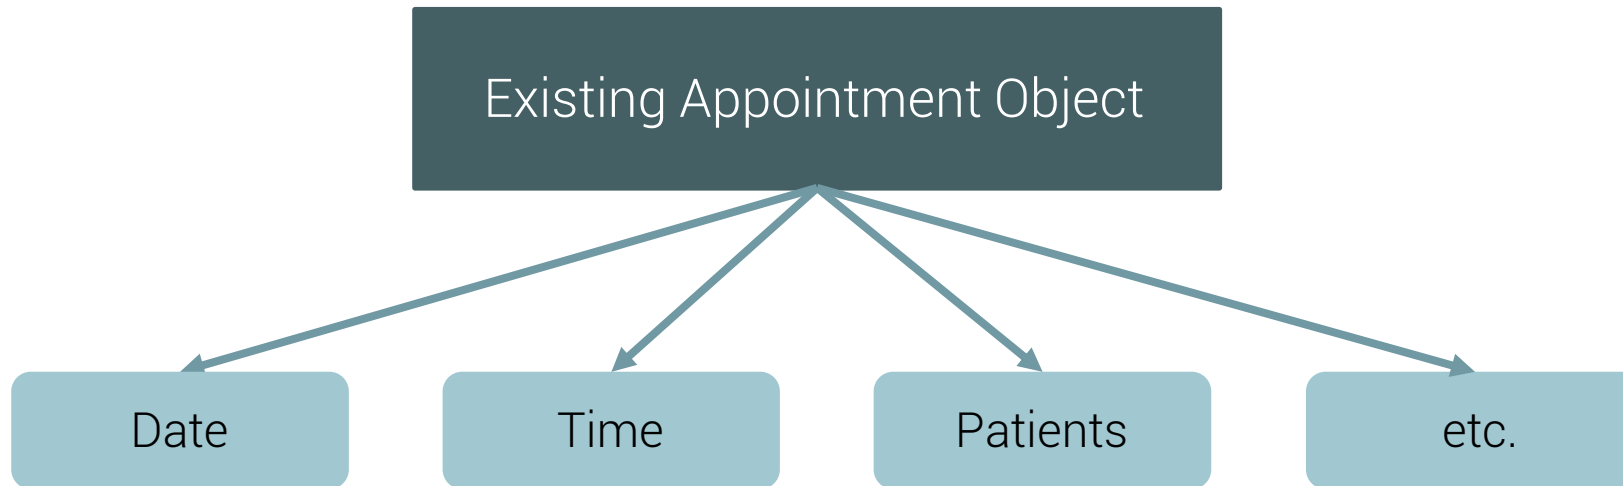 Existing Appointment Object
Date
Time
Patients
etc.